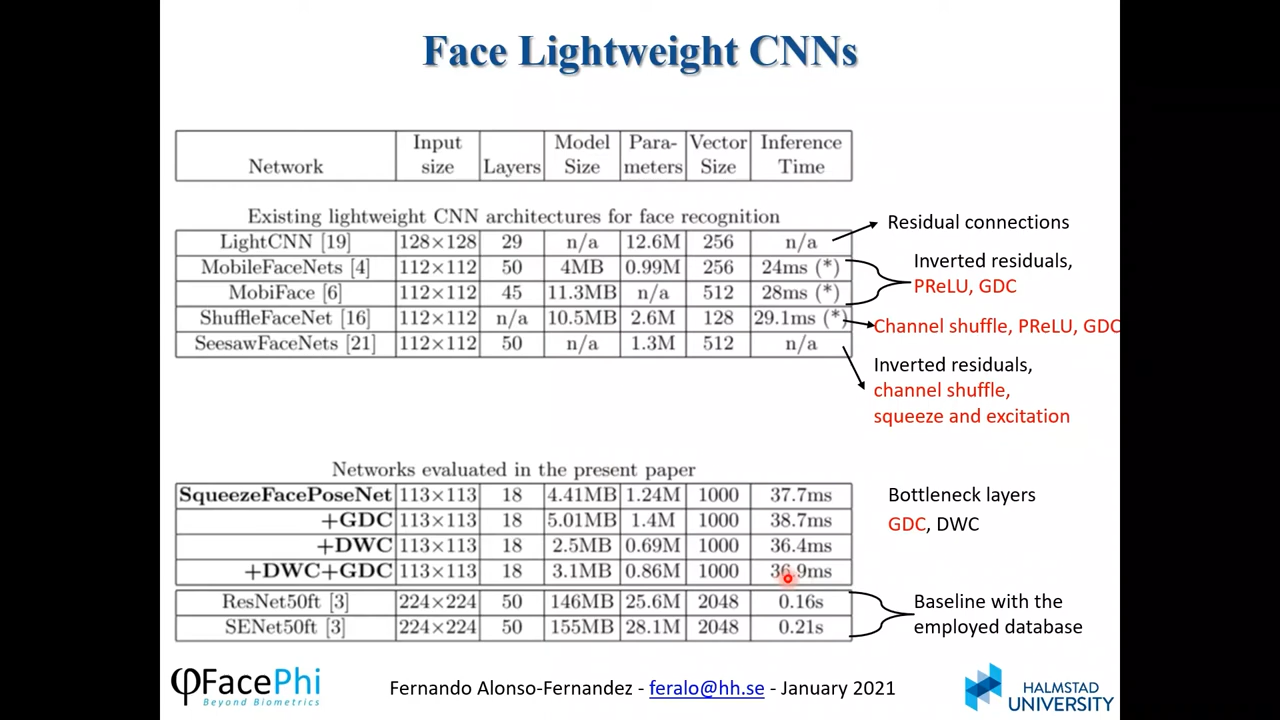 Face Lightweight CNNs
Network Input size Layers Model Size Para-meters Vector Size Inference Time
Existing lightweight CNN architectures for face recognition
LightCNN [19] 128×128 29 n/a 12.6M 256 n/a
Residual connections
MobileFaceNets [4] 112×112 50 4MB 0.99M 256 24ms (*)
MobiFace [6] 112×112 45 11.3MB n/a 512 28ms (*)
Inverted residuals,
PReLU, GDC
ShuffleFaceNet [16] 112×112 n/a 10.5MB 2.6M 128 29.1ms (*)
Channel shuffle, PReLU, GDC
SeesawFaceNets [21] 112×112 50 n/a 1.3M 512 n/a
Inverted residuals,
channel shuffle,
squeeze and excitation
Networks evaluated in the present paper
SqueezeFacePoseNet 113×113 18 4.41MB 1.24M 1000 37.7ms
+GDC 113×113 18 5.01MB 1.4M 1000 38.7ms
+DWC 113×113 18 2.5MB 0.69M 1000 36.4ms
+DWC+GDC 113×113 18 3.1MB 0.86M 1000 36.9ms
Bottleneck layers
GDC, DWC
ResNet50ft [3] 224×224 50 146MB 25.6M 2048 0.16s
SENet50ft [3] 224×224 50 155MB 28.1M 2048 0.21s
Baseline with the
employed database
φFacePhi
Beyond Biometrics
Fernando Alonso-Fernandez - feralo@hh.se - January 2021
HALMSTAD
UNIVERSITY